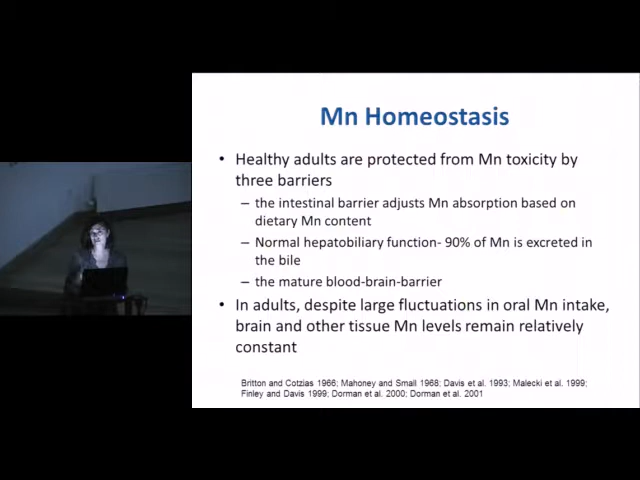 Mn Homeostasis
• Healthy adults are protected from Mn toxicity by
three barriers
– the intestinal barrier adjusts Mn absorption based on
dietary Mn content
– Normal hepatobiliary function- 90% of Mn is excreted in
the bile
– the mature blood-brain-barrier
• In adults, despite large fluctuations in oral Mn intake,
brain and other tissue Mn levels remain relatively
constant
Britton and Cotzias 1966; Mahoney and Small 1968; Davis et al. 1993; Malecki et al. 1999;
Finley and Davis 1999; Dorman et al. 2000; Dorman et al. 2001